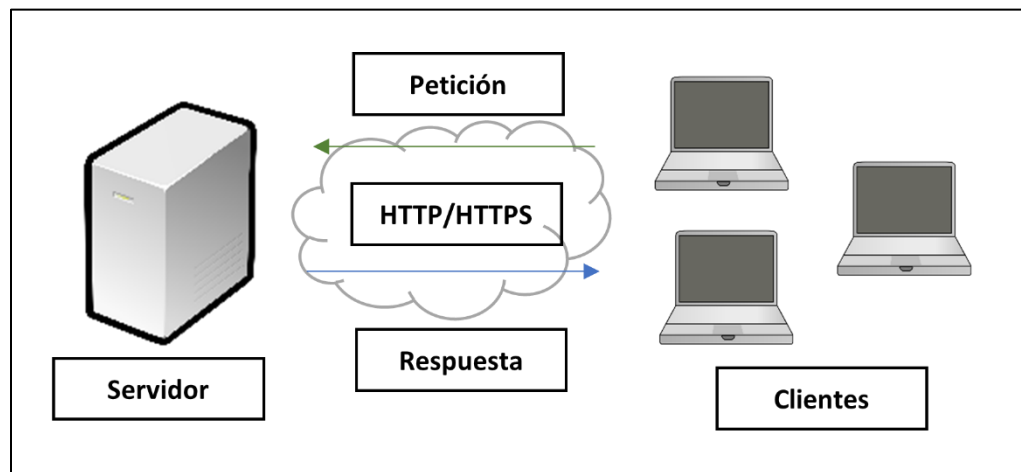 Petición
HTTP/HTTPS
Respuesta
Servidor
Clientes